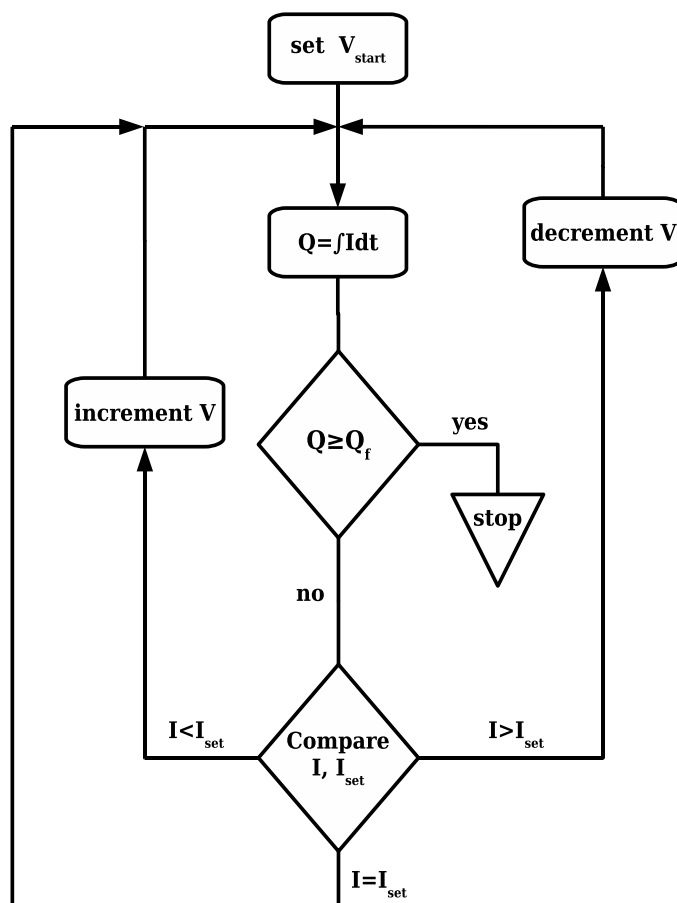 set V_start
Q=∫Idt
decrement V
increment V
Q≥Q_f
yes
stop
no
I<I_set
Compare
I, I_set
I>I_set
I=I_set